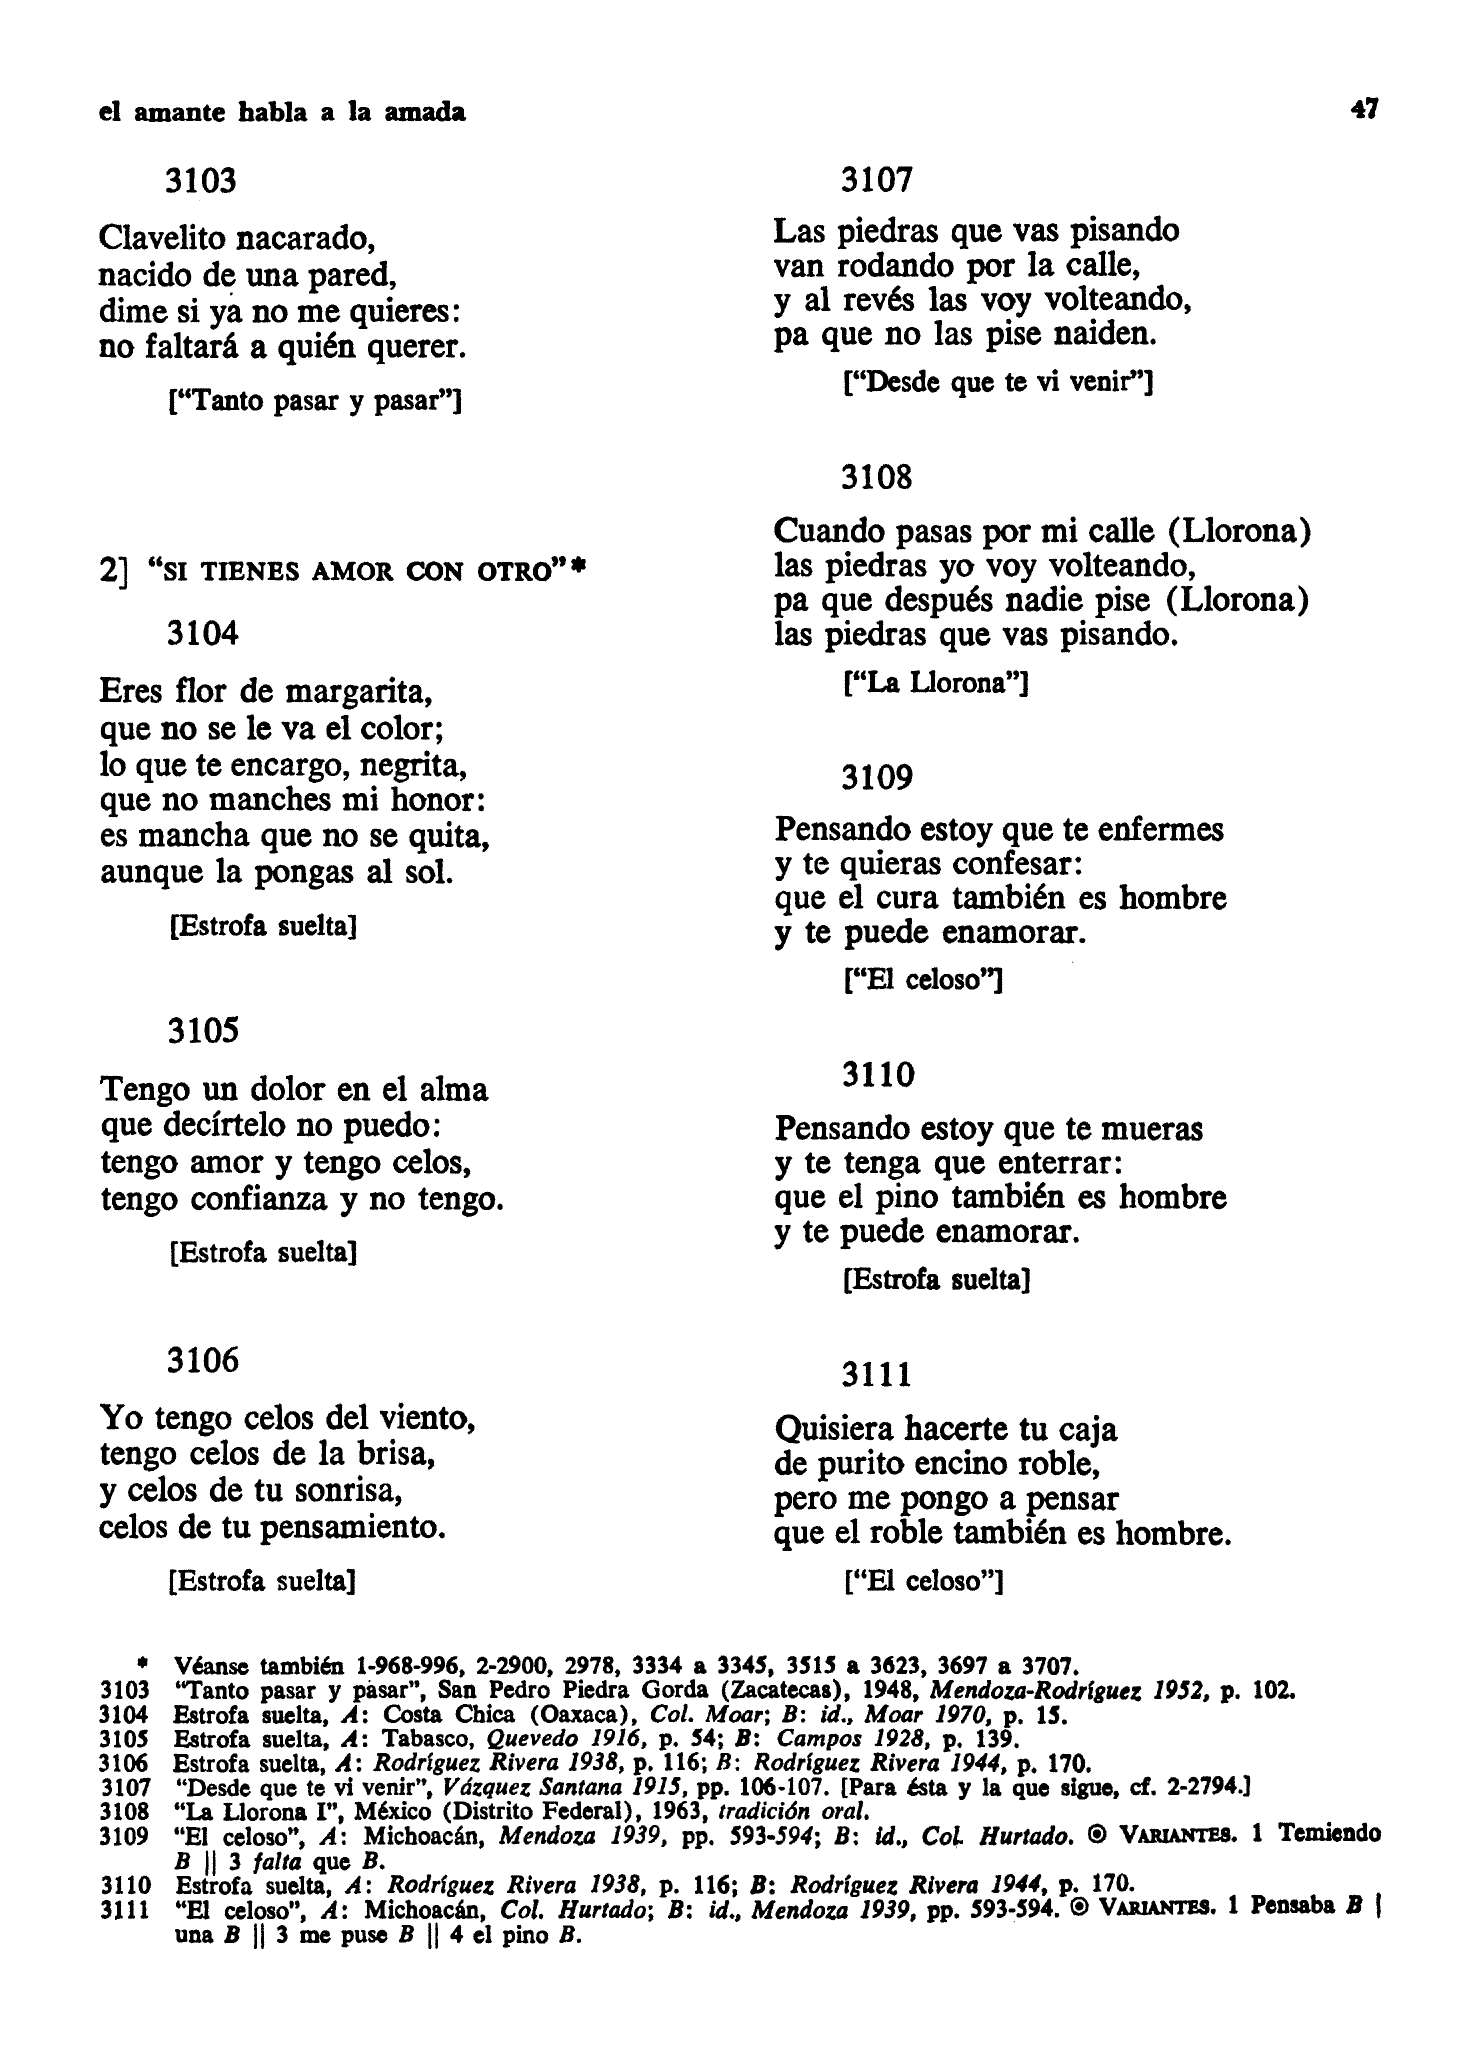 el amante habla a la amada 47
3103
Clavelito nacarado,
nacido de una pared,
dime si ya no me quieres:
no faltará a quién querer.
[“Tanto pasar y pasar”]
2] “SI TIENES AMOR CON OTRO”*
3104
Eres flor de margarita,
que no se le va el color;
lo que te encargo, negrita,
que no manches mi honor:
es mancha que no se quita,
aunque la pongas al sol.
[Estrofa suelta]
3105
Tengo un dolor en el alma
que decírtelo no puedo:
tengo amor y tengo celos,
tengo confianza y no tengo.
[Estrofa suelta]
3106
Yo tengo celos del viento,
tengo celos de la brisa,
y celos de tu sonrisa,
celos de tu pensamiento.
[Estrofa suelta]
3107
Las piedras que vas pisando
van rodando por la calle,
y al revés las voy volteando,
pa que no las pise naiden.
[“Desde que te vi venir”]
3108
Cuando pasas por mi calle (Llorona)
las piedras yo voy volteando,
pa que después nadie pise (Llorona)
las piedras que vas pisando.
[“La Llorona”]
3109
Pensando estoy que te enfermes
y te quieras confesar:
que el cura también es hombre
y te puede enamorar.
[“El celoso”]
3110
Pensando estoy que te mueras
y te tenga que enterrar:
que el pino también es hombre
y te puede enamorar.
[Estrofa suelta]
3111
Quisiera hacerte tu caja
de purito encino roble,
pero me pongo a pensar
que el roble también es hombre.
[“El celoso”]
* Véanse también 1-968-996, 2-2900, 2978, 3334 a 3345, 3515 a 3623, 3697 a 3707.
3103 “Tanto pasar y pasar”, San Pedro Piedra Gorda (Zacatecas), 1948, Mendoza-Rodríguez 1952, p. 102.
3104 Estrofa suelta, A: Costa Chica (Oaxaca), Col. Moar; B: id., Moar 1970, p. 15.
3105 Estrofa suelta, A: Tabasco, Quevedo 1916, p. 54; B: Campos 1928, p. 139.
3106 Estrofa suelta, A: Rodríguez Rivera 1938, p. 116; B: Rodríguez Rivera 1944, p. 170.
3107 “Desde que te vi venir”, Vázquez Santana 1915, pp. 106-107. [Para ésta y la que sigue, cf. 2-2794.]
3108 “La Llorona I”, México (Distrito Federal), 1963, tradición oral.
3109 “El celoso”, A: Michoacán, Mendoza 1939, pp. 593-594; B: id., Col. Hurtado. ⊙ VARIANTES. 1 Temiendo
B || 3 falta que B.
3110 Estrofa suelta, A: Rodríguez Rivera 1938, p. 116; B: Rodríguez Rivera 1944, p. 170.
3111 “El celoso”, A: Michoacán, Col. Hurtado; B: id., Mendoza 1939, pp. 593-594. ⊙ VARIANTES. 1 Pensaba B |
una B || 3 me puse B || 4 el pino B.